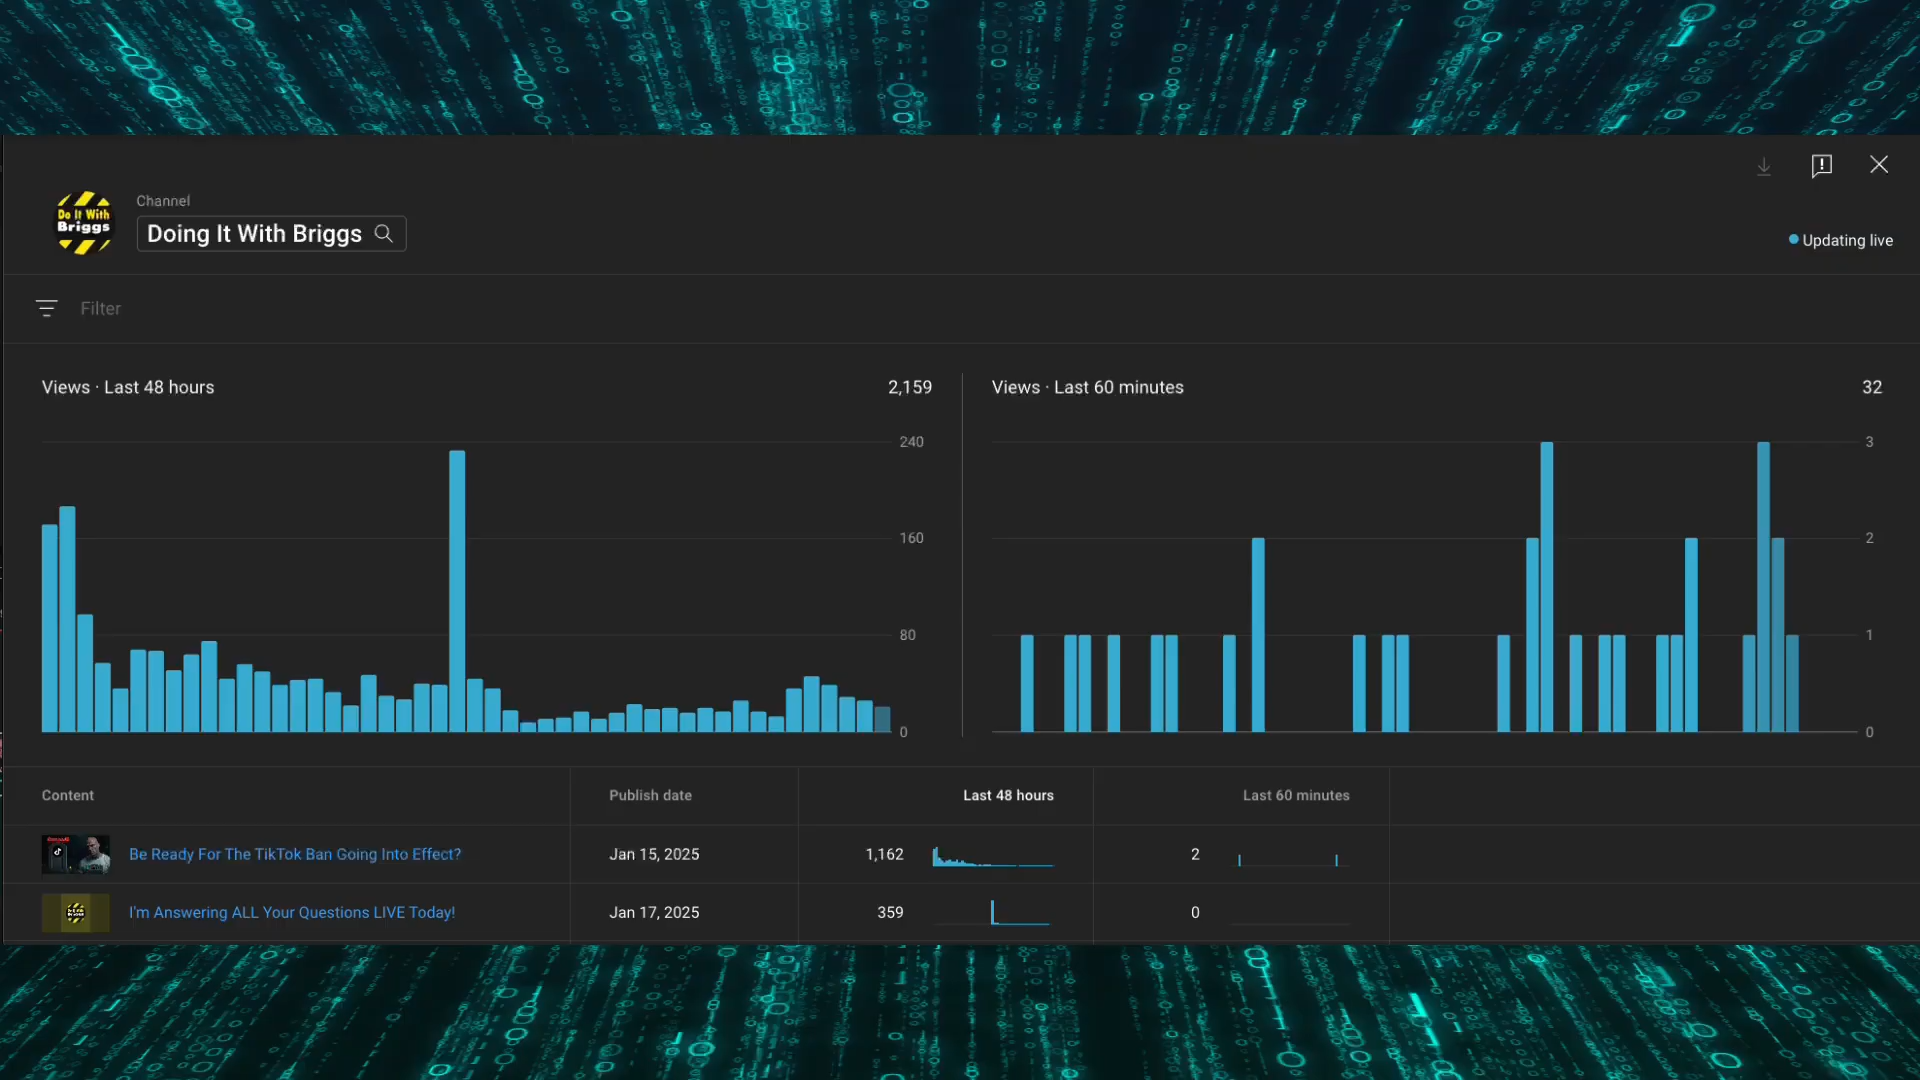 Do It With
Briggs
Channel
Doing It With Briggs
Updating live
Filter
Views · Last 48 hours
2,159
240
160
80
0
Views · Last 60 minutes
32
3
2
1
0
Content
Publish date
Last 48 hours
Last 60 minutes
Be Ready For The TikTok Ban Going Into Effect?
Jan 15, 2025
1,162
2
I'm Answering ALL Your Questions LIVE Today!
Jan 17, 2025
359
0